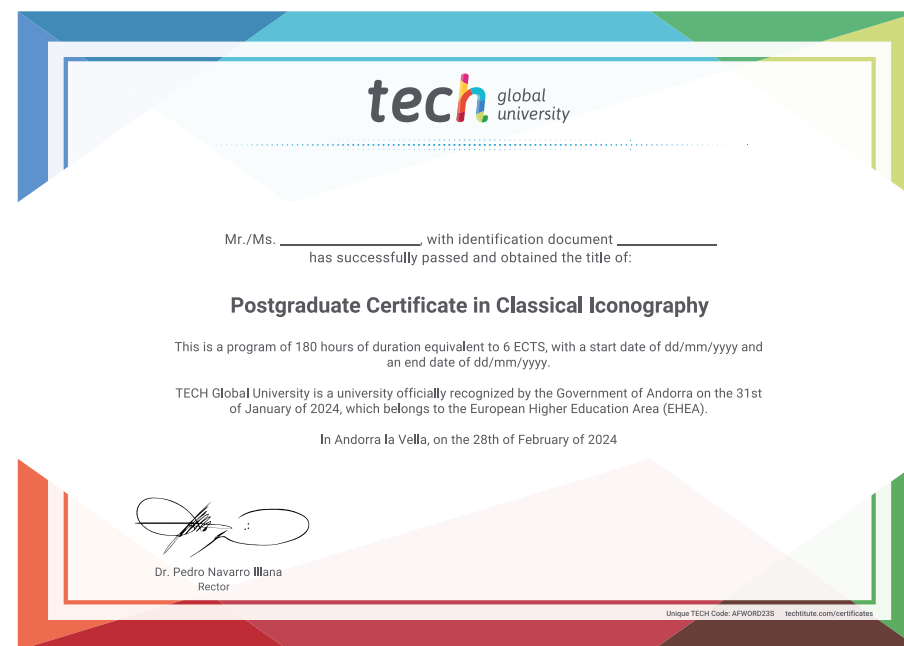 tech global university
Mr./Ms. ____________, with identification document ____________
has successfully passed and obtained the title of:
Postgraduate Certificate in Classical Iconography
This is a program of 180 hours of duration equivalent to 6 ECTS, with a start date of dd/mm/yyyy and
an end date of dd/mm/yyyy.
TECH Global University is a university officially recognized by the Government of Andorra on the 31st
of January of 2024, which belongs to the European Higher Education Area (EHEA).
In Andorra la Vella, on the 28th of February of 2024
Dr. Pedro Navarro Illana
Rector
Unique TECH Code: AFWORD23S techtitute.com/certificates